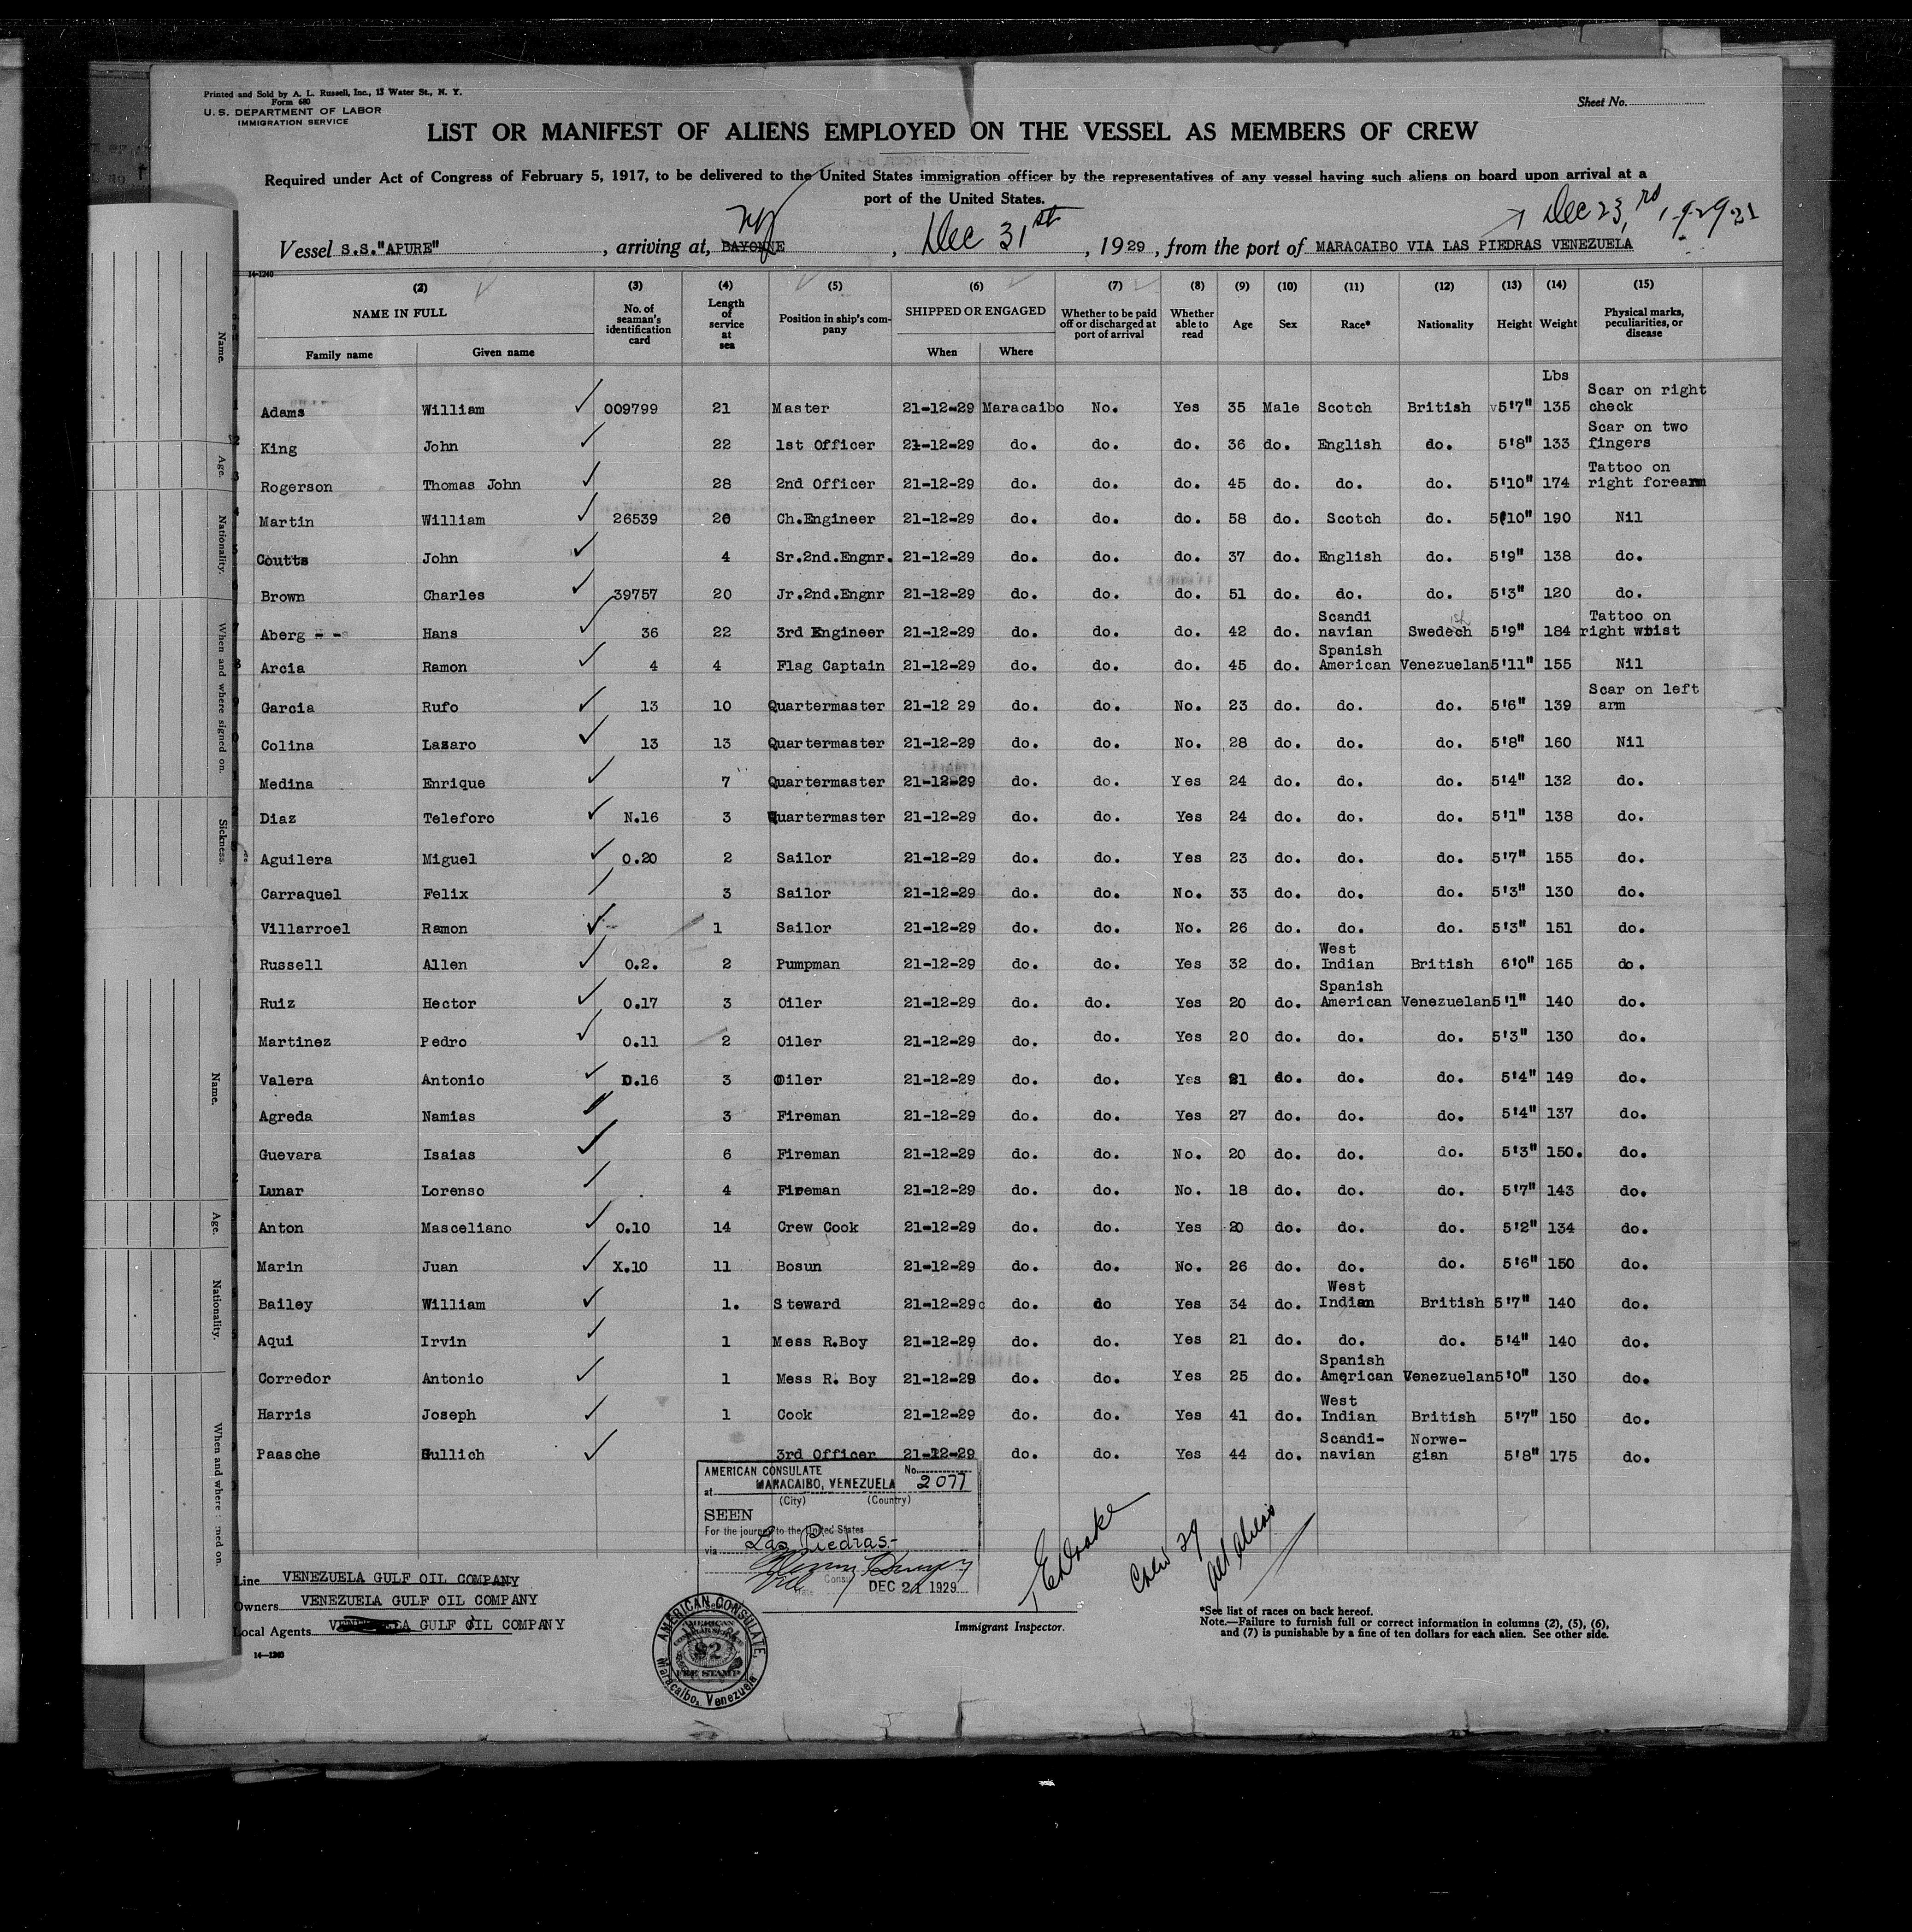 Printed and Sold by A. L. Russell, Inc., 13 Water St., N. Y.
Form 680
U. S. DEPARTMENT OF LABOR
IMMIGRATION SERVICE
Sheet No.
LIST OR MANIFEST OF ALIENS EMPLOYED ON THE VESSEL AS MEMBERS OF CREW
Required under Act of Congress of February 5, 1917, to be delivered to the United States immigration officer by the representatives of any vessel having such aliens on board upon arrival at a
port of the United States.
Dec 23, rd 1929
Vessel S.S."APURE", arriving at, BAYONNE NY, Dec 31st, 1929, from the port of MARACAIBO VIA LAS PIEDRAS VENEZUELA
14-1240
(2) (3) (4) (5) (6) (7) (8) (9) (10) (11) (12) (13) (14) (15)
NAME IN FULL No. of seaman's identification card Length of service at sea Position in ship's company SHIPPED OR ENGAGED Whether to be paid off or discharged at port of arrival Whether able to read Age Sex Race* Nationality Height Weight Physical marks, peculiarities, or disease
Family name Given name When Where
Lbs
Adams William 009799 21 Master 21-12-29 Maracaibo No. Yes 35 Male Scotch British 5'7" 135 Scar on right check
King John 22 1st Officer 21-12-29 do. do. do. 36 do. English do. 5'8" 133 Scar on two fingers
Rogerson Thomas John 28 2nd Officer 21-12-29 do. do. do. 45 do. do. do. 5'10" 174 Tattoo on right forearm
Martin William 26539 20 Ch.Engineer 21-12-29 do. do. do. 58 do. Scotch do. 5'10" 190 Nil
Coutts John 4 Sr.2nd.Engnr. 21-12-29 do. do. do. 37 do. English do. 5'9" 138 do.
Brown Charles 39757 20 Jr.2nd.Engnr 21-12-29 do. do. do. 51 do. do. do. 5'3" 120 do.
Aberg - - Hans 36 22 3rd Engineer 21-12-29 do. do. do. 42 do. Scandi navian Swedech ish 5'9" 184 Tattoo on right wrist
Arcia Ramon 4 4 Flag Captain 21-12-29 do. do. do. 45 do. Spanish American Venezuelan 5'11" 155 Nil
Garcia Rufo 13 10 Quartermaster 21-12 29 do. do. No. 23 do. do. do. 5'6" 139 Scar on left arm
Colina Lazaro 13 13 Quartermaster 21-12-29 do. do. No. 28 do. do. do. 5'8" 160 Nil
Medina Enrique 7 Quartermaster 21-12-29 do. do. Yes 24 do. do. do. 5'4" 132 do.
Diaz Teleforo N.16 3 Quartermaster 21-12-29 do. do. Yes 24 do. do. do. 5'1" 138 do.
Aguilera Miguel O.20 2 Sailor 21-12-29 do. do. Yes 23 do. do. do. 5'7" 155 do.
Carraquel Felix 3 Sailor 21-12-29 do. do. No. 33 do. do. do. 5'3" 130 do.
Villarroel Ramon 1 Sailor 21-12-29 do. do. No. 26 do. do. do. 5'3" 151 do.
Russell Allen O.2. 2 Pumpman 21-12-29 do. do. Yes 32 do. West Indian British 6'0" 165 do.
Ruiz Hector O.17 3 Oiler 21-12-29 do. do. Yes 20 do. Spanish American Venezuelan 5'1" 140 do.
Martinez Pedro O.11 2 Oiler 21-12-29 do. do. Yes 20 do. do. do. 5'3" 130 do.
Valera Antonio D.16 3 Oiler 21-12-29 do. do. Yes 21 do. do. do. 5'4" 149 do.
Agreda Namias 3 Fireman 21-12-29 do. do. Yes 27 do. do. do. 5'4" 137 do.
Guevara Isaias 6 Fireman 21-12-29 do. do. No. 20 do. do. do. 5'3" 150. do.
Lunar Lorenso 4 Fireman 21-12-29 do. do. No. 18 do. do. do. 5'7" 143 do.
Anton Masceliano O.10 14 Crew Cook 21-12-29 do. do. Yes 20 do. do. do. 5'2" 134 do.
Marin Juan X.10 11 Bosun 21-12-29 do. do. No. 26 do. do. do. 5'6" 150 do.
Bailey William 1. Steward 21-12-29 do. do Yes 34 do. West Indian British 5'7" 140 do.
Aqui Irvin 1 Mess R.Boy 21-12-29 do. do. Yes 21 do. do. do. 5'4" 140 do.
Corredor Antonio 1 Mess R. Boy 21-12-29 do. do. Yes 25 do. Spanish American Venezuelan 5'0" 130 do.
Harris Joseph 1 Cook 21-12-29 do. do. Yes 41 do. West Indian British 5'7" 150 do.
Paasche Gullich 3rd Officer 21-12-29 do. do. Yes 44 do. Scandi- navian Norwe- gian 5'8" 175 do.
AMERICAN CONSULATE No. 2077
at MARACAIBO, VENEZUELA
(City) (Country)
SEEN
For the journey to the United States
via Las Piedras.-
DEC 21 1929
Crew 29
all aliens
Line VENEZUELA GULF OIL COMPANY
Owners VENEZUELA GULF OIL COMPANY
Local Agents VENEZUELA GULF OIL COMPANY
14-1240
AMERICAN CONSULATE, Maracaibo, Venezuela
FEE STAMP
Immigrant Inspector.
*See list of races on back hereof.
Note.—Failure to furnish full or correct information in columns (2), (5), (6),
and (7) is punishable by a fine of ten dollars for each alien. See other side.
Name.
Age.
Nationality.
When and where signed on.
Sickness.
Name.
Age.
Nationality.
When and where